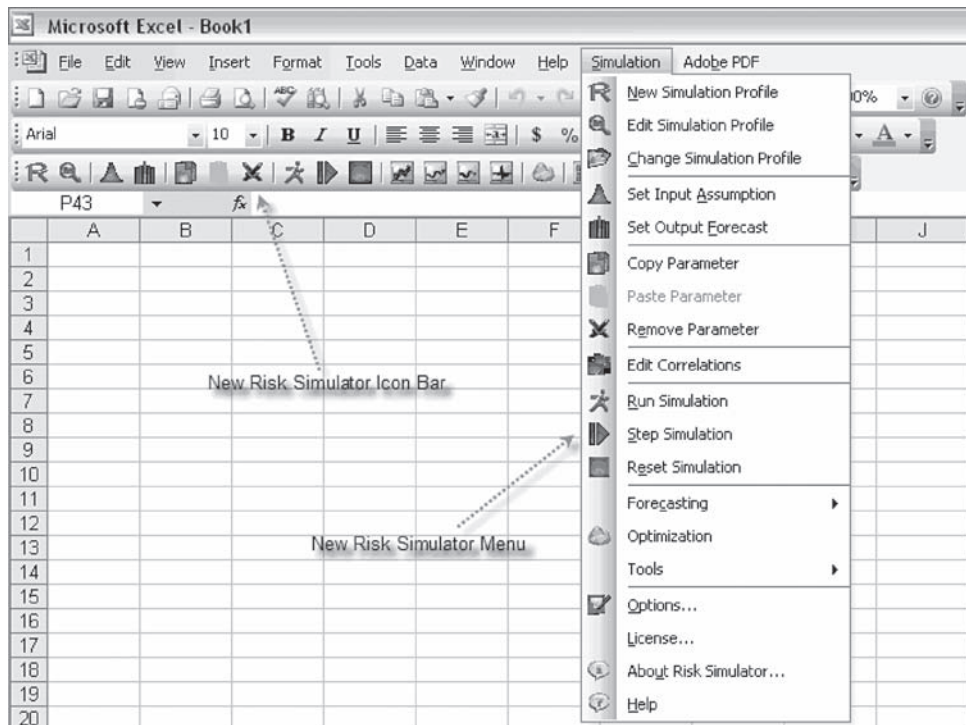 Microsoft Excel - Book1
File Edit View Insert Format Tools Data Window Help Simulation Adobe PDF
New Simulation Profile
0%
Edit Simulation Profile
Arial 10 B I U $ % A
Change Simulation Profile
P43 fx
Set Input Assumption
A B C D E F J
Set Output Forecast
1
2
Copy Parameter
3
Paste Parameter
4
Remove Parameter
5
Edit Correlations
6
New Risk Simulator Icon Bar
7
Run Simulation
8
Step Simulation
9
10
Reset Simulation
11
Forecasting
12
Optimization
13
New Risk Simulator Menu
14
Tools
15
Options...
16
17
License...
18
About Risk Simulator...
19
Help
20